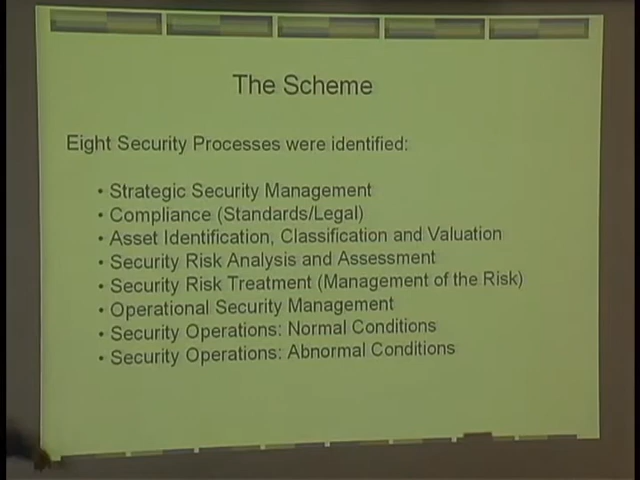 The Scheme
Eight Security Processes were identified:
• Strategic Security Management
• Compliance (Standards/Legal)
• Asset Identification, Classification and Valuation
• Security Risk Analysis and Assessment
• Security Risk Treatment (Management of the Risk)
• Operational Security Management
• Security Operations: Normal Conditions
• Security Operations: Abnormal Conditions